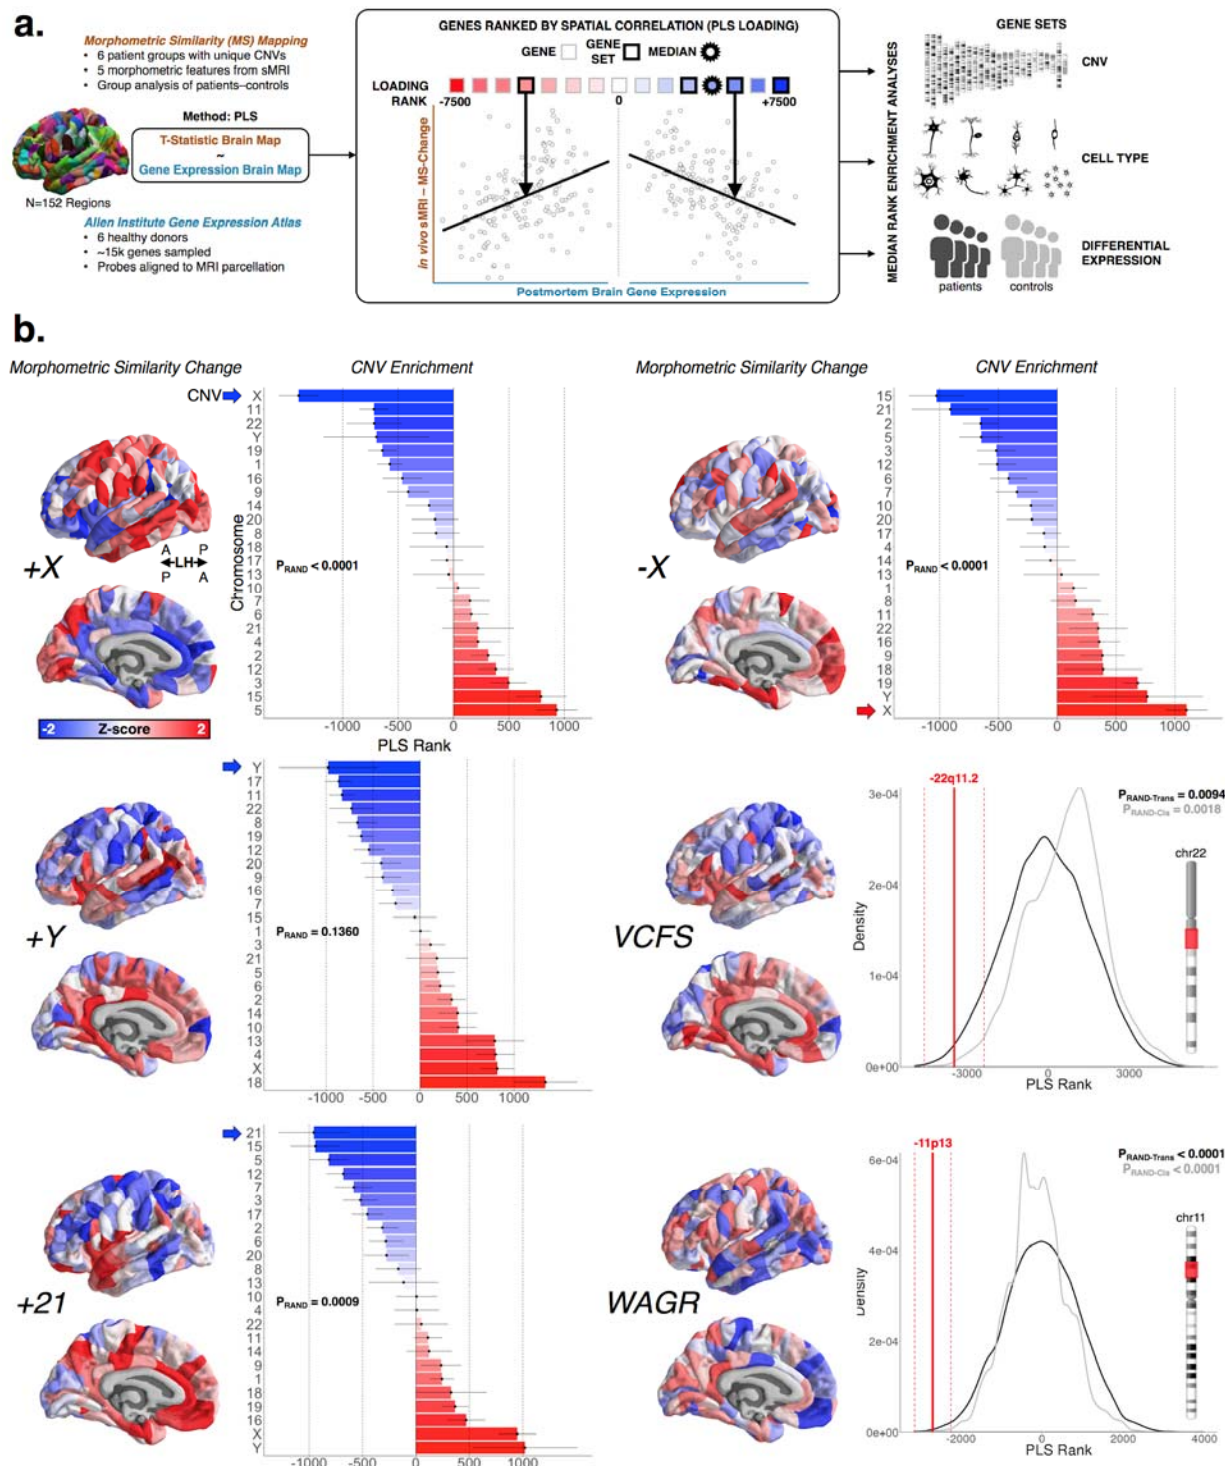 a.
Morphometric Similarity (MS) Mapping
• 6 patient groups with unique CNVs
• 5 morphometric features from sMRI
• Group analysis of patients–controls
Method: PLS
T-Statistic Brain Map
~
Gene Expression Brain Map
N=152 Regions
Allen Institute Gene Expression Atlas
• 6 healthy donors
• ~15k genes sampled
• Probes aligned to MRI parcellation
GENES RANKED BY SPATIAL CORRELATION (PLS LOADING)
GENE GENE SET MEDIAN
LOADING
RANK -7500 0 +7500
in vivo sMRI – MS-Change
Postmortem Brain Gene Expression
MEDIAN RANK ENRICHMENT ANALYSES
GENE SETS
CNV
CELL TYPE
DIFFERENTIAL EXPRESSION
patients controls
b.
Morphometric Similarity Change CNV Enrichment
CNV
+X
A P
LH
P A
-2 Z-score 2
Chromosome
X
11
22
Y
19
1
16
9
14
20
8
18
17
13
10
7
6
21
4
2
12
3
15
5
PRAND < 0.0001
-1000 -500 0 500 1000
PLS Rank
Morphometric Similarity Change CNV Enrichment
-X
15
21
2
5
3
12
6
7
10
20
17
4
14
13
1
8
11
22
16
9
18
19
Y
X
PRAND < 0.0001
-1000 -500 0 500 1000
+Y
Y
17
11
22
8
19
12
20
9
16
7
15
1
3
21
5
6
2
14
10
13
4
X
18
PRAND = 0.1360
-1000 -500 0 500 1000
VCFS
-22q11.2
PRAND-Trans = 0.0094
PRAND-Cis = 0.0018
chr22
Density
3e-04
2e-04
1e-04
0e+00
-3000 0 3000
PLS Rank
+21
21
15
5
12
7
3
17
2
6
20
8
13
10
4
22
11
14
9
1
18
19
16
X
Y
PRAND = 0.0009
-1000 -500 0 500 1000
WAGR
-11p13
PRAND-Trans < 0.0001
PRAND-Cis < 0.0001
chr11
Density
6e-04
4e-04
2e-04
0e+00
-2000 0 2000 4000
PLS Rank